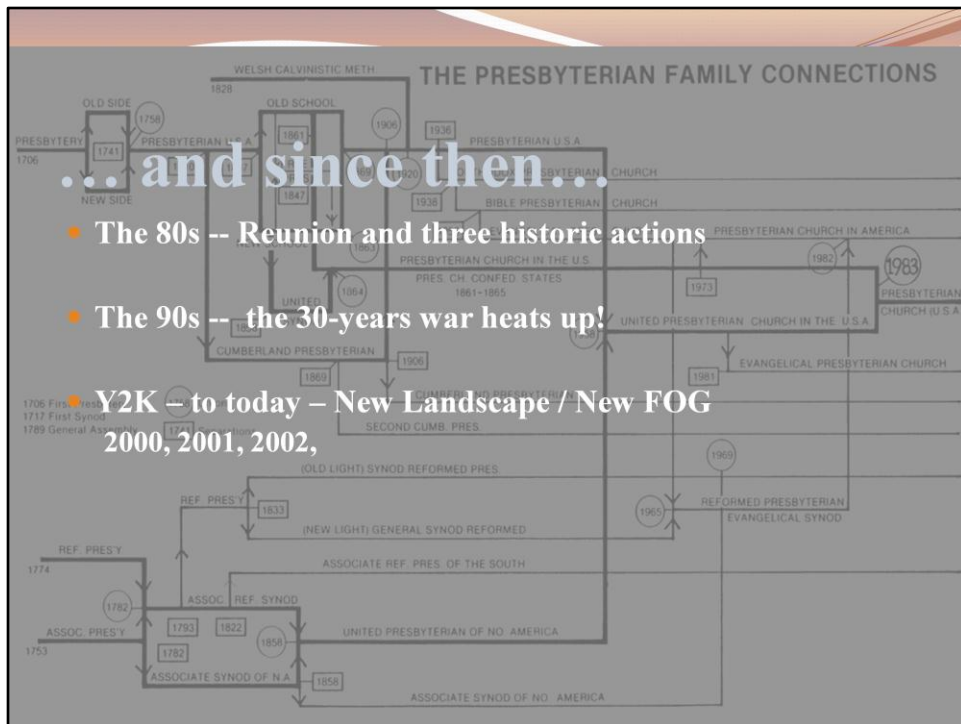 WELSH CALVINISTIC METH
THE PRESBYTERIAN FAMILY CONNECTIONS
1828
OLD SIDE
1758
OLD SCHOOL
1906
1936
PRESBYTERY
1741
PRESBYTERIAN U.S.A.
1861
PRESBYTERIAN U.S.A.
1706
1920
… and since then…
CHURCH
NEW SIDE
1847
1936
BIBLE PRESBYTERIAN CHURCH
• The 80s -- Reunion and three historic actions
PRESBYTERIAN CHURCH IN AMERICA
1863
1982
1983
PRESBYTERIAN CHURCH IN THE U.S.
PRES. CH. CONFED. STATES
1864
1861-1865
1973
PRESBYTERIAN
CHURCH (U.S.A
UNITED
• The 90s -- the 30-years war heats up!
UNITED PRESBYTERIAN CHURCH IN THE U.S.A.
1958
CUMBERLAND PRESBYTERIAN
1906
EVANGELICAL PRESBYTERIAN CHURCH
1869
1981
• Y2K – to today – New Landscape / New FOG
1706 First
1717 First Synod
SECOND CUMB. PRES.
1789 General Assembly
1741
2000, 2001, 2002,
1969
(OLD LIGHT) SYNOD REFORMED PRES.
REF. PRES'Y
1833
1965
REFORMED PRESBYTERIAN
(NEW LIGHT) GENERAL SYNOD REFORMED
EVANGELICAL SYNOD
REF. PRES'Y
ASSOCIATE REF. PRES. OF THE SOUTH
1774
ASSOC. REF. SYNOD
1782
1793
1822
ASSOC. PRES'Y
1858
UNITED PRESBYTERIAN OF NO. AMERICA
1753
1782
ASSOCIATE SYNOD OF N.A.
1858
ASSOCIATE SYNOD OF NO. AMERICA